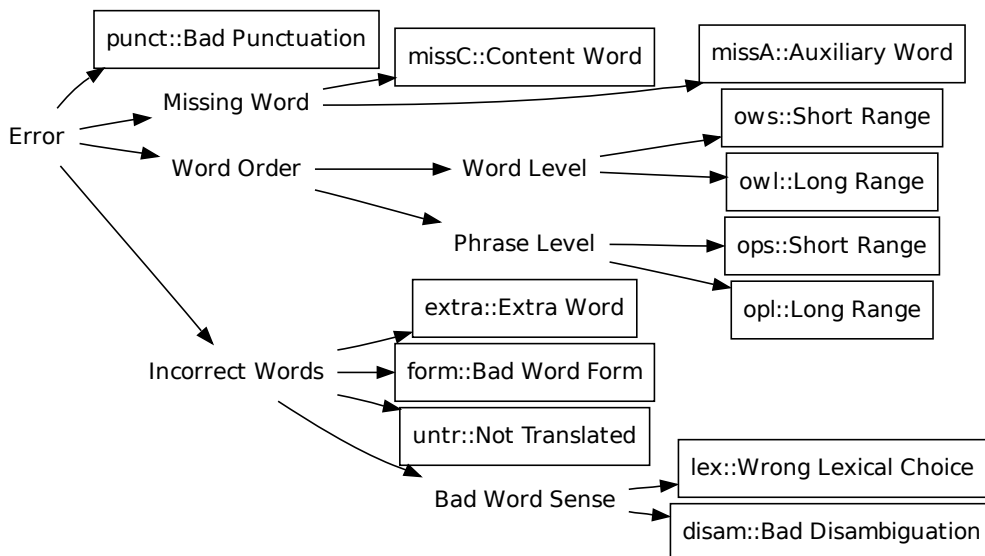 punct::Bad Punctuation
missC::Content Word
missA::Auxiliary Word
Missing Word
Error
ows::Short Range
Word Order
Word Level
owl::Long Range
Phrase Level
ops::Short Range
opl::Long Range
extra::Extra Word
Incorrect Words
form::Bad Word Form
untr::Not Translated
lex::Wrong Lexical Choice
Bad Word Sense
disam::Bad Disambiguation